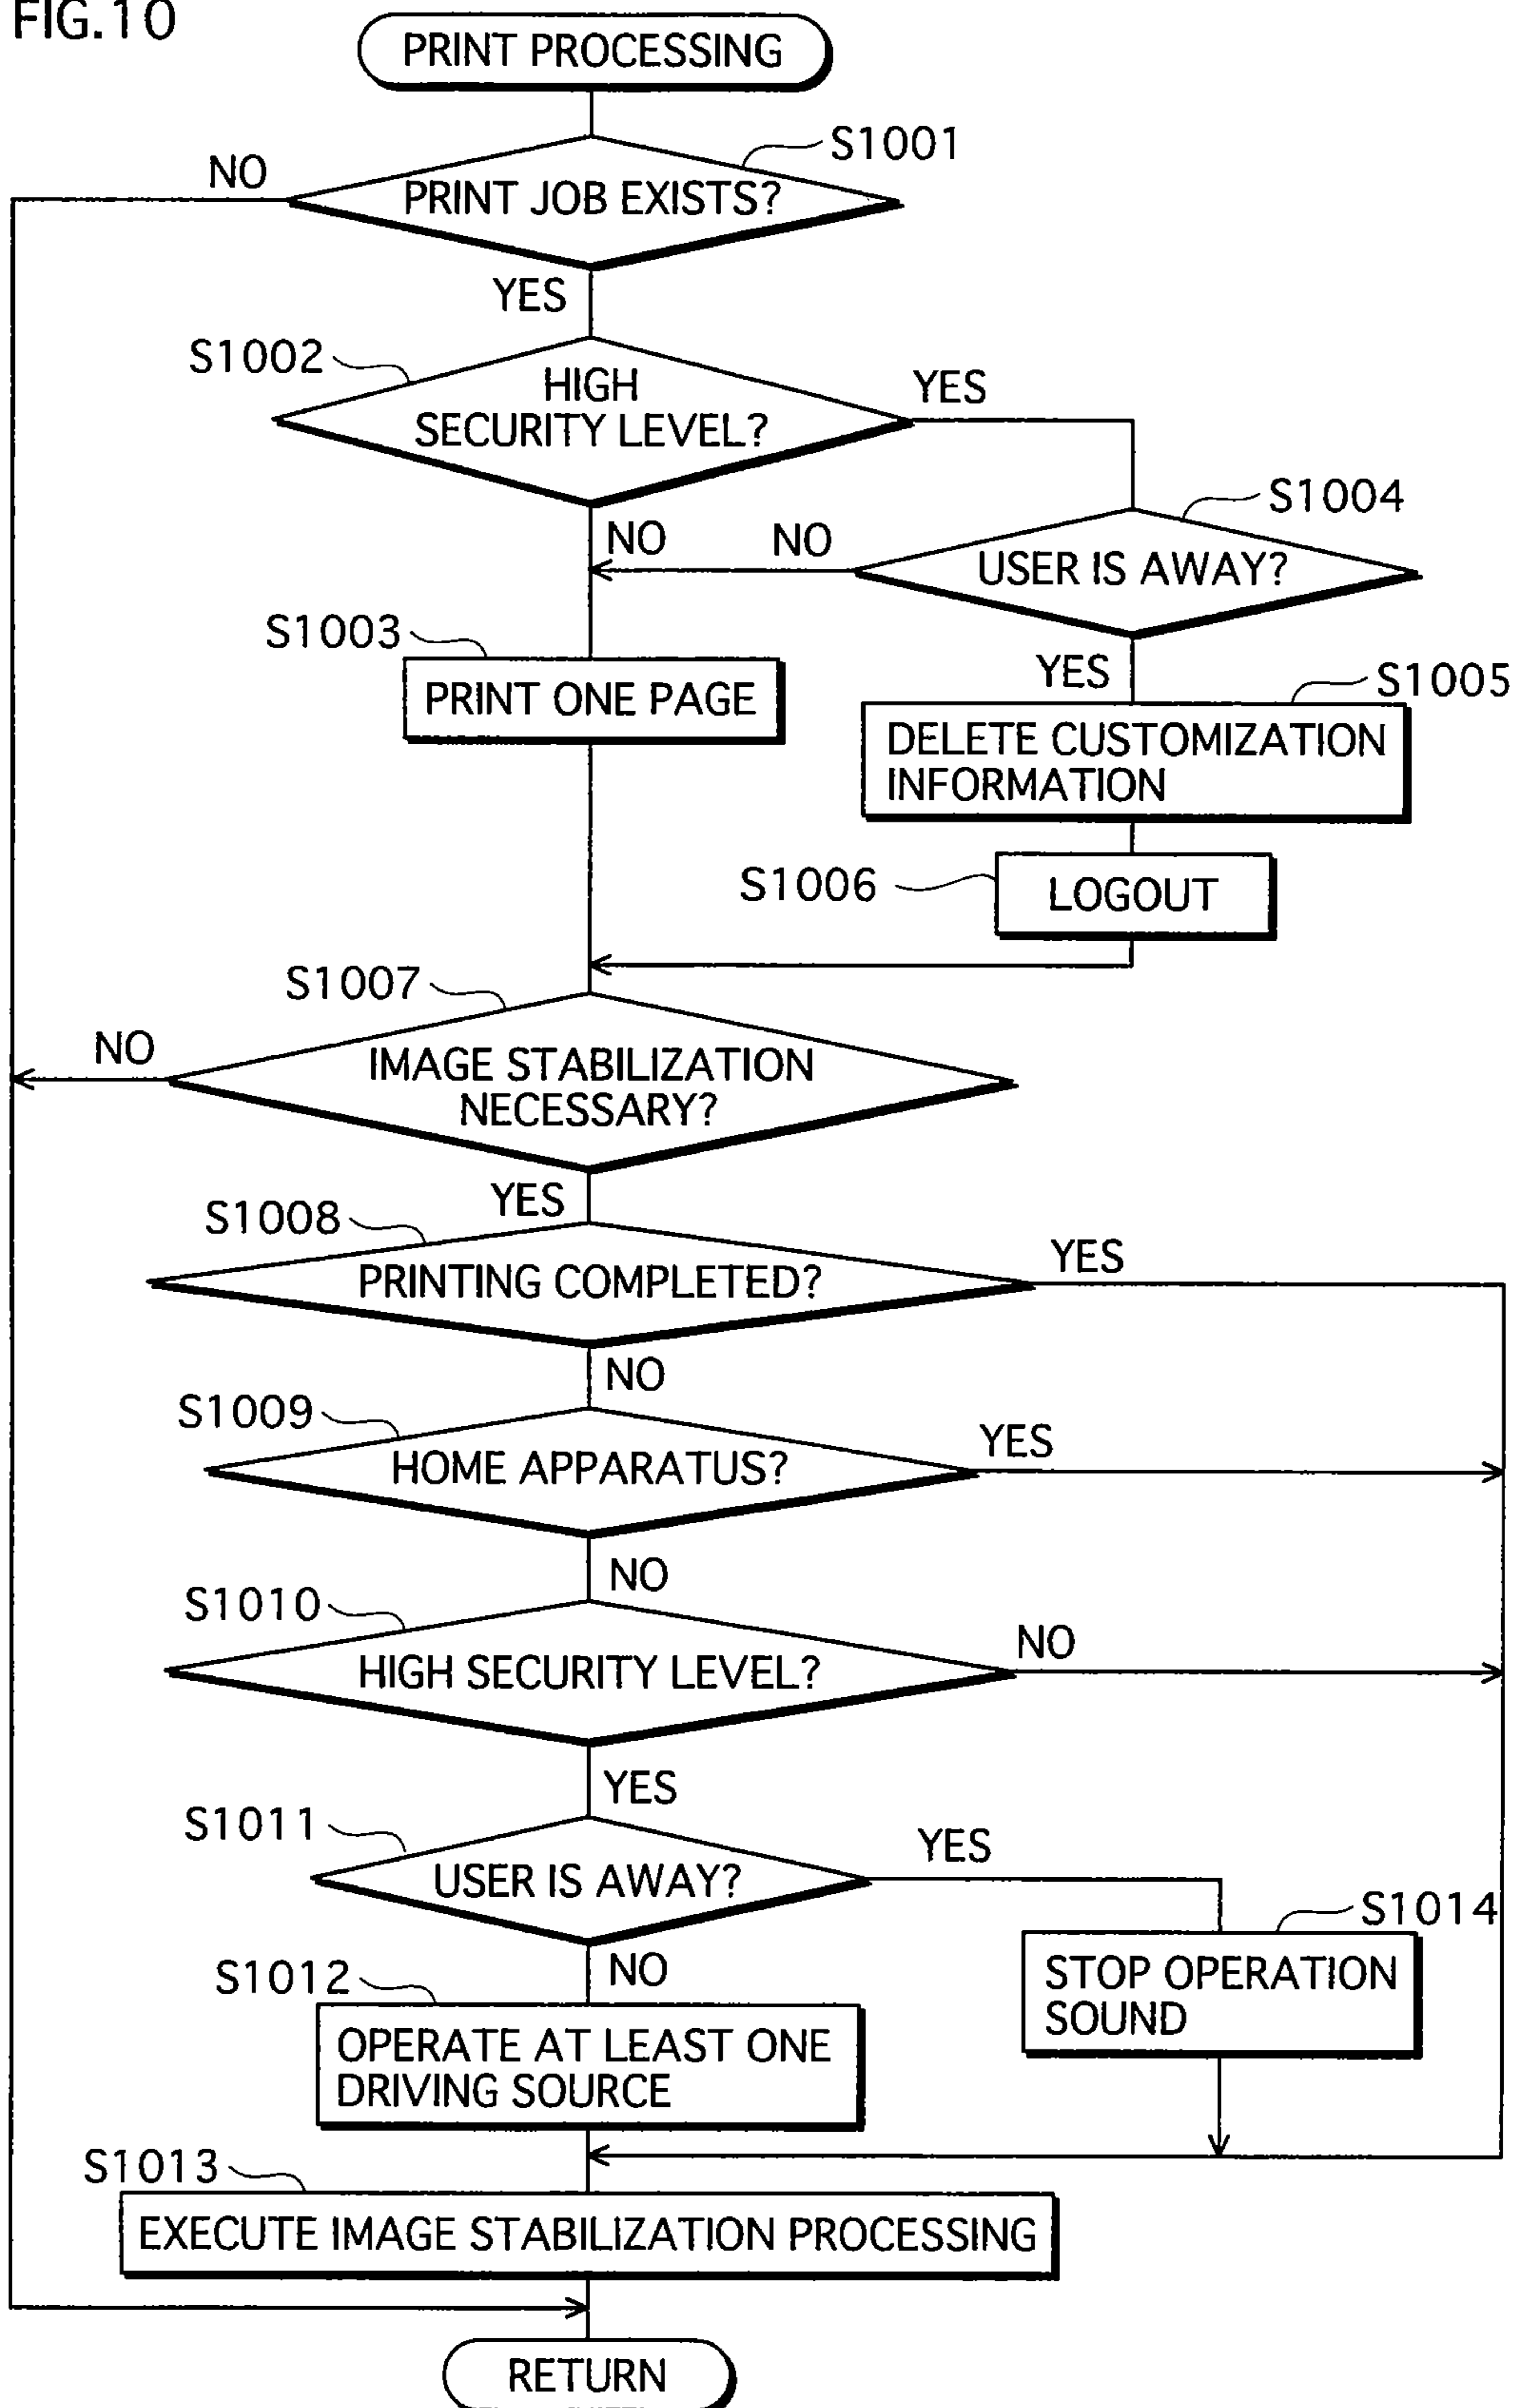 FIG.10
PRINT PROCESSING
S1001
NO
PRINT JOB EXISTS?
YES
S1002
HIGH
SECURITY LEVEL?
YES
S1004
NO
NO
USER IS AWAY?
S1003
PRINT ONE PAGE
YES
S1005
DELETE CUSTOMIZATION
INFORMATION
S1006
LOGOUT
S1007
NO
IMAGE STABILIZATION
NECESSARY?
YES
S1008
PRINTING COMPLETED?
YES
NO
S1009
HOME APPARATUS?
YES
NO
S1010
HIGH SECURITY LEVEL?
NO
YES
S1011
USER IS AWAY?
YES
S1014
STOP OPERATION
SOUND
NO
S1012
OPERATE AT LEAST ONE
DRIVING SOURCE
S1013
EXECUTE IMAGE STABILIZATION PROCESSING
RETURN